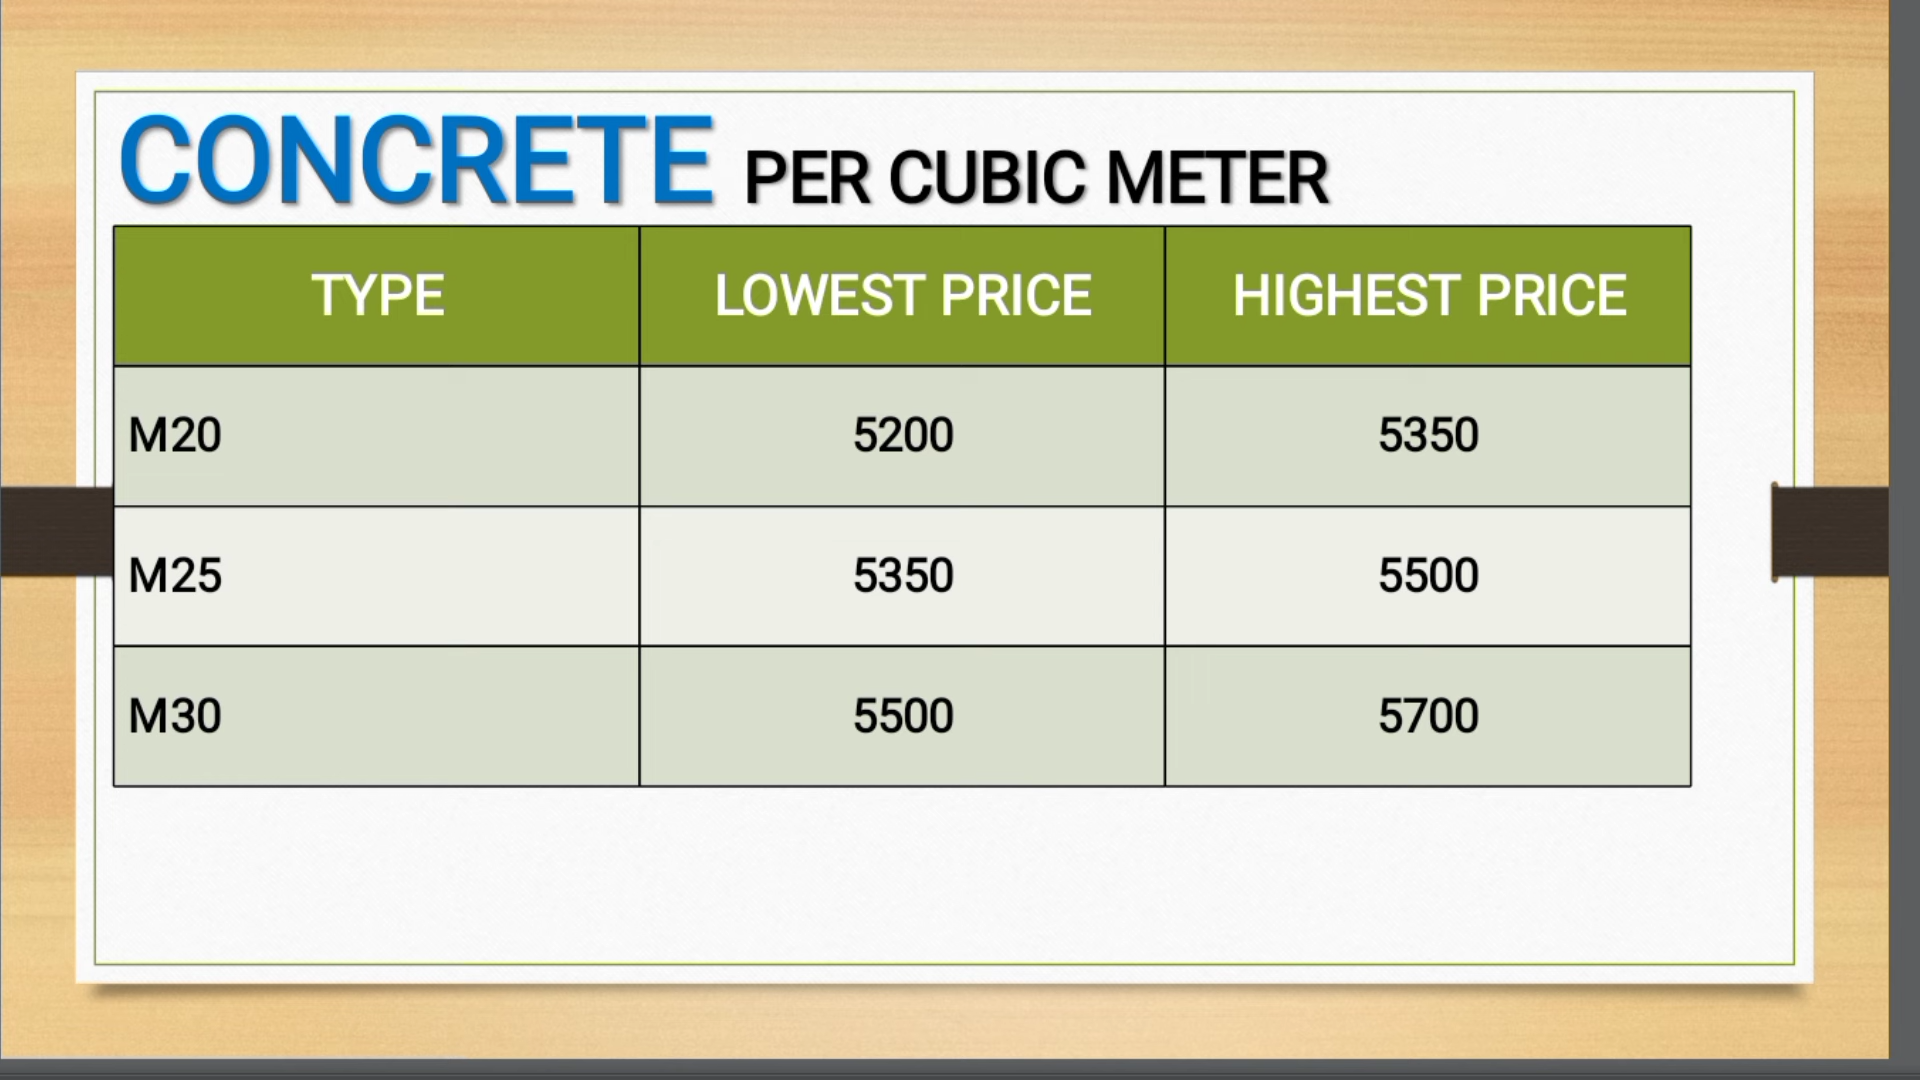 CONCRETE PER CUBIC METER
TYPE LOWEST PRICE HIGHEST PRICE
M20 5200 5350
M25 5350 5500
M30 5500 5700